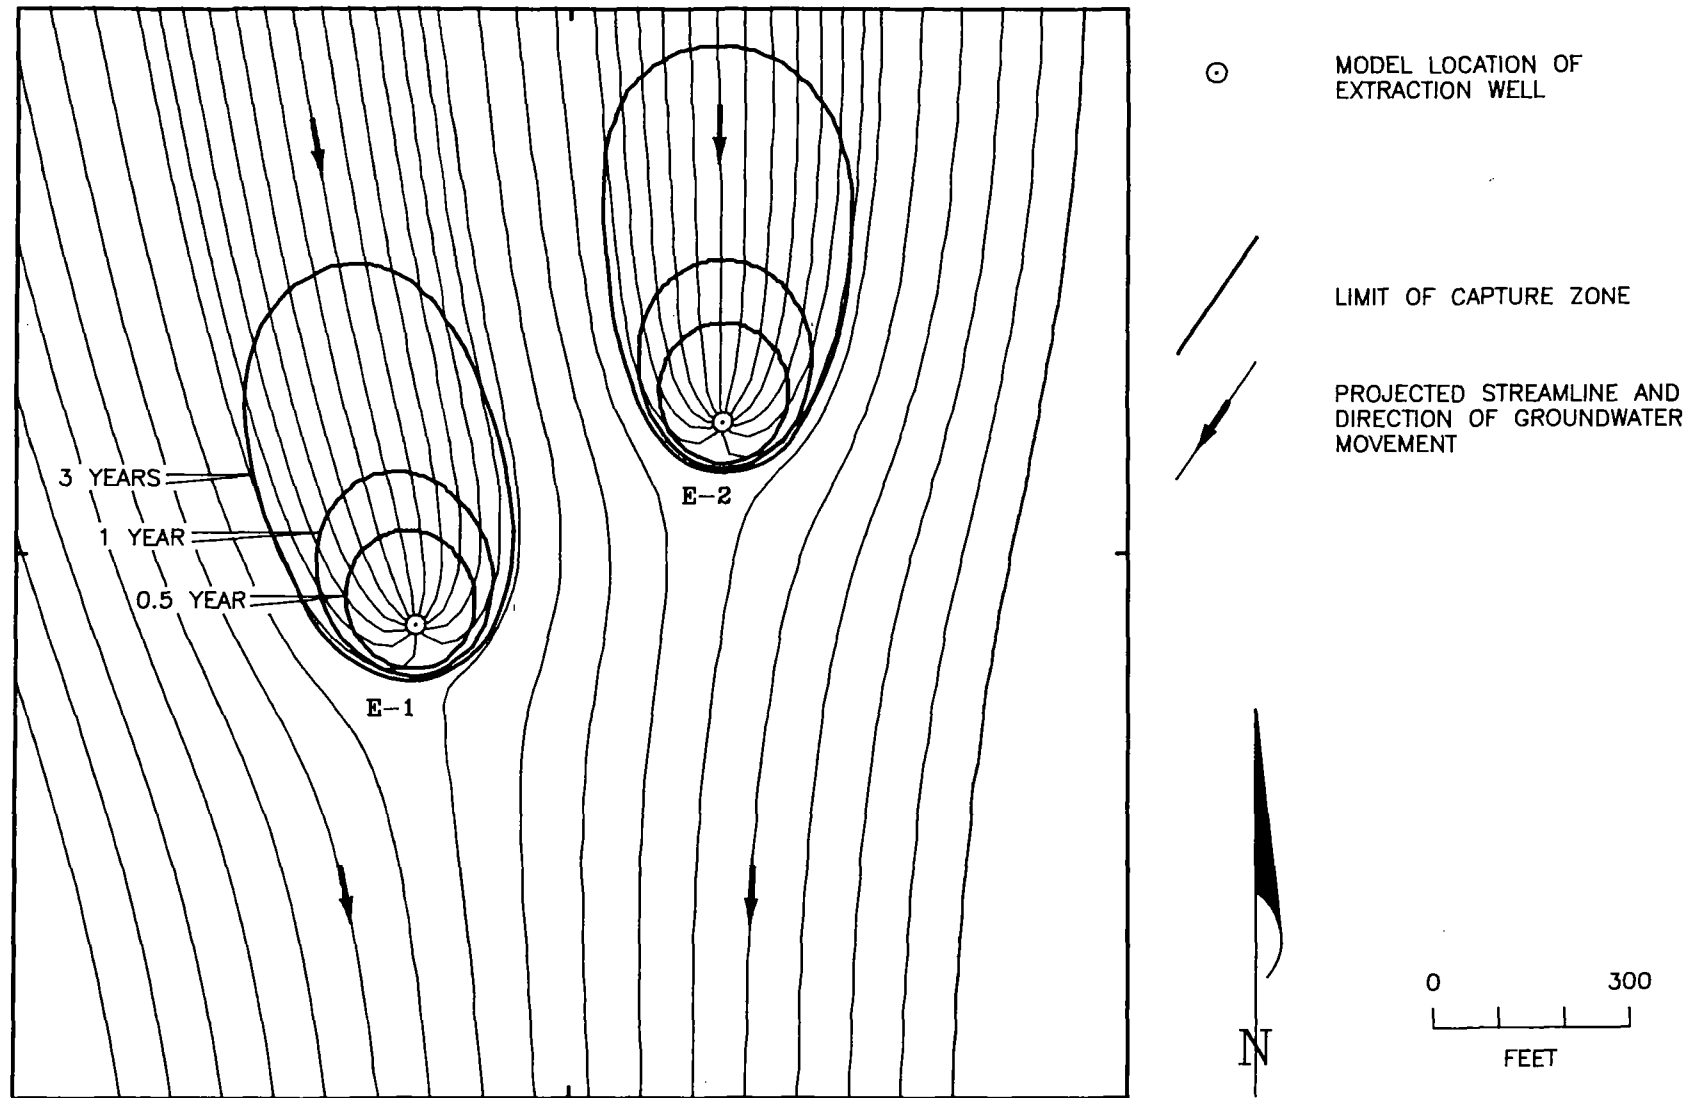 MODEL LOCATION OF
EXTRACTION WELL
LIMIT OF CAPTURE ZONE
PROJECTED STREAMLINE AND
DIRECTION OF GROUNDWATER
MOVEMENT
3 YEARS
1 YEAR
0.5 YEAR
E-2
E-1
N
0 300
FEET